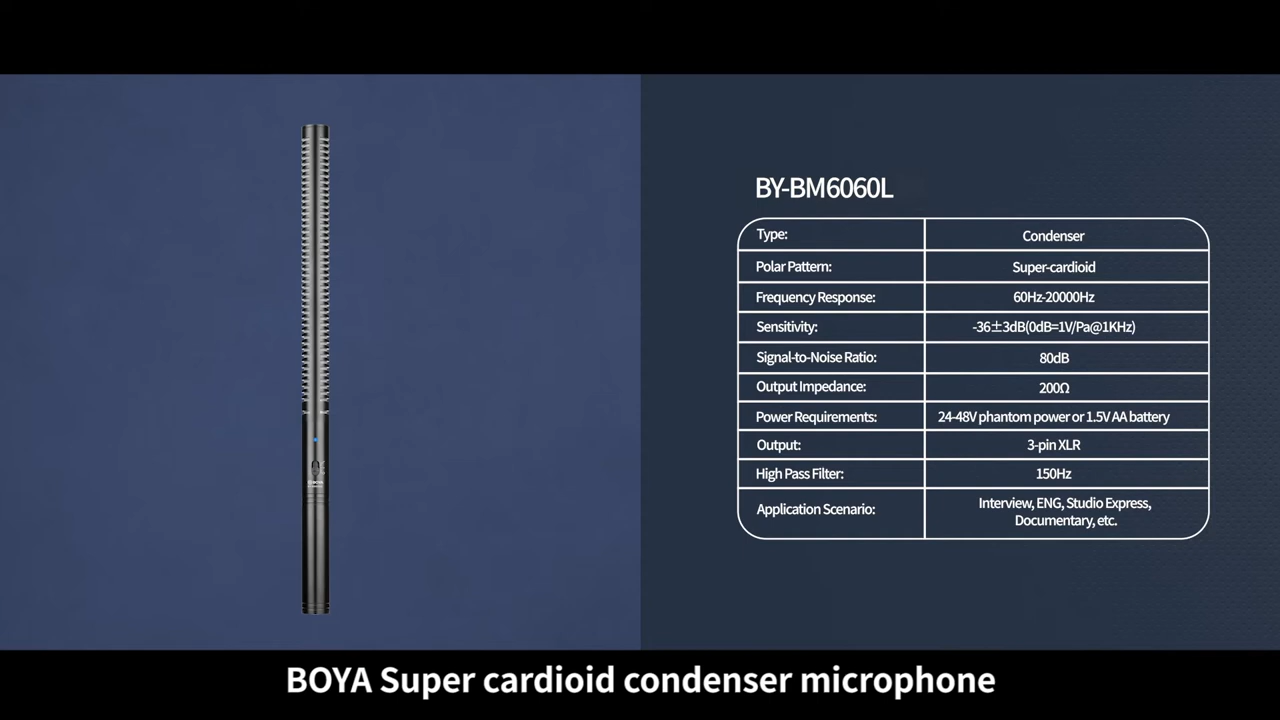 BY-BM6060L
Type: Condenser
Polar Pattern: Super-cardioid
Frequency Response: 60Hz-20000Hz
Sensitivity: -36±3dB(0dB=1V/Pa@1KHz)
Signal-to-Noise Ratio: 80dB
Output Impedance: 200Ω
Power Requirements: 24-48V phantom power or 1.5V AA battery
Output: 3-pin XLR
High Pass Filter: 150Hz
Application Scenario: Interview, ENG, Studio Express,
Documentary, etc.
BOYA
BOYA Super cardioid condenser microphone